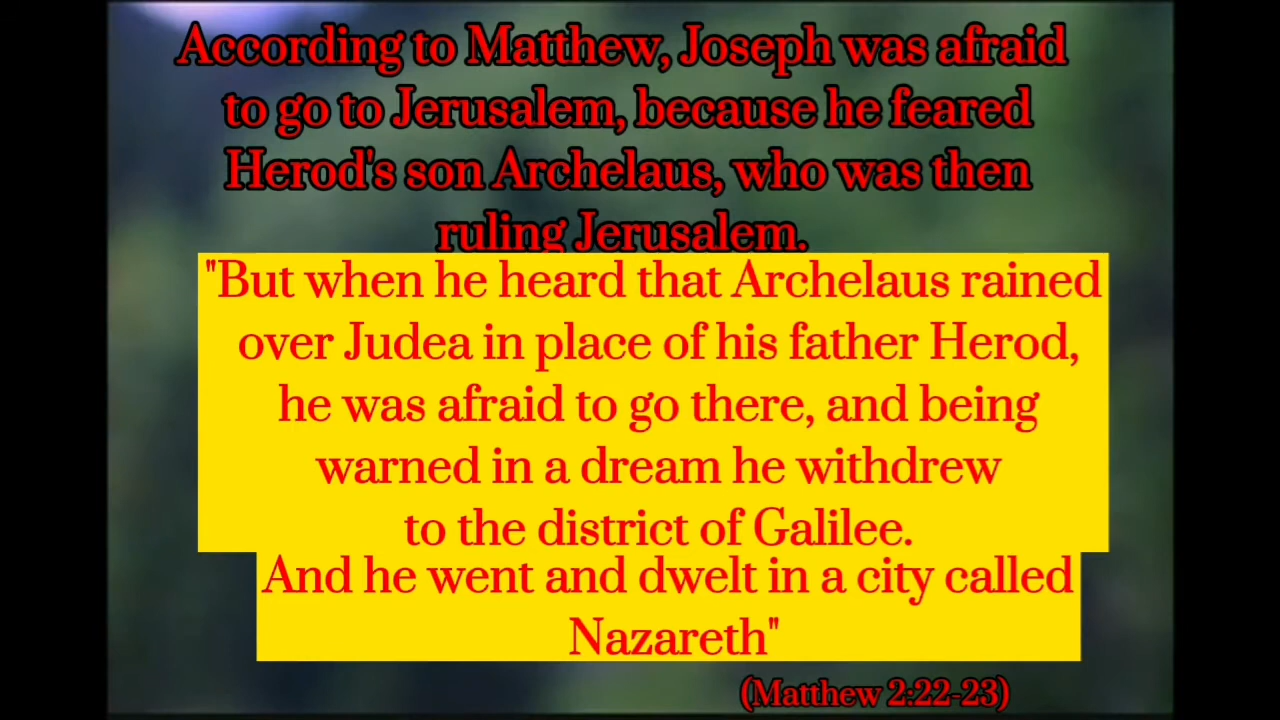 According to Matthew, Joseph was afraid
to go to Jerusalem, because he feared
Herod's son Archelaus, who was then
ruling Jerusalem.
"But when he heard that Archelaus rained
over Judea in place of his father Herod,
he was afraid to go there, and being
warned in a dream he withdrew
to the district of Galilee.
And he went and dwelt in a city called
Nazareth"
(Matthew 2:22-23)